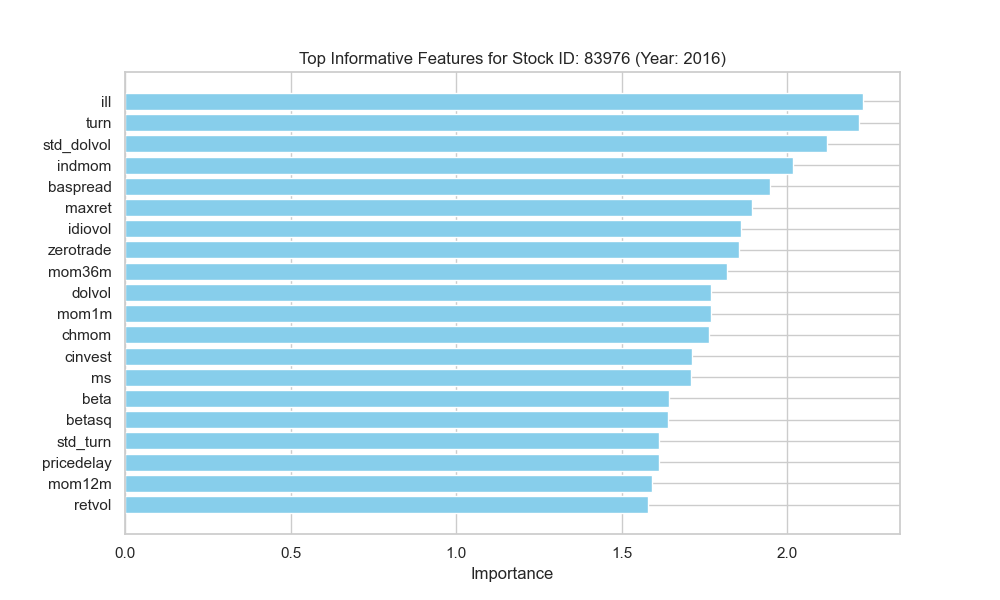 Top Informative Features for Stock ID: 83976 (Year: 2016)
ill
turn
std_dolvol
indmom
baspread
maxret
idiovol
zerotrade
mom36m
dolvol
mom1m
chmom
cinvest
ms
beta
betasq
std_turn
pricedelay
mom12m
retvol
0.0 0.5 1.0 1.5 2.0
Importance